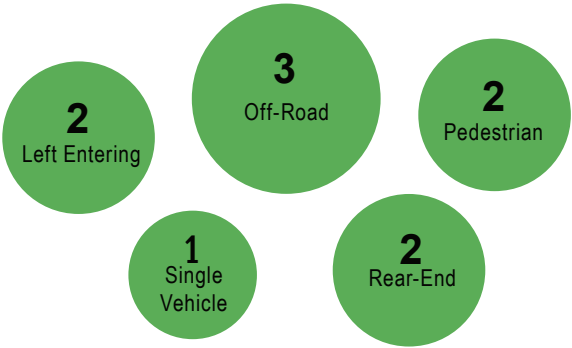 3
Off-Road
2
Left Entering
2
Pedestrian
1
Single
Vehicle
2
Rear-End